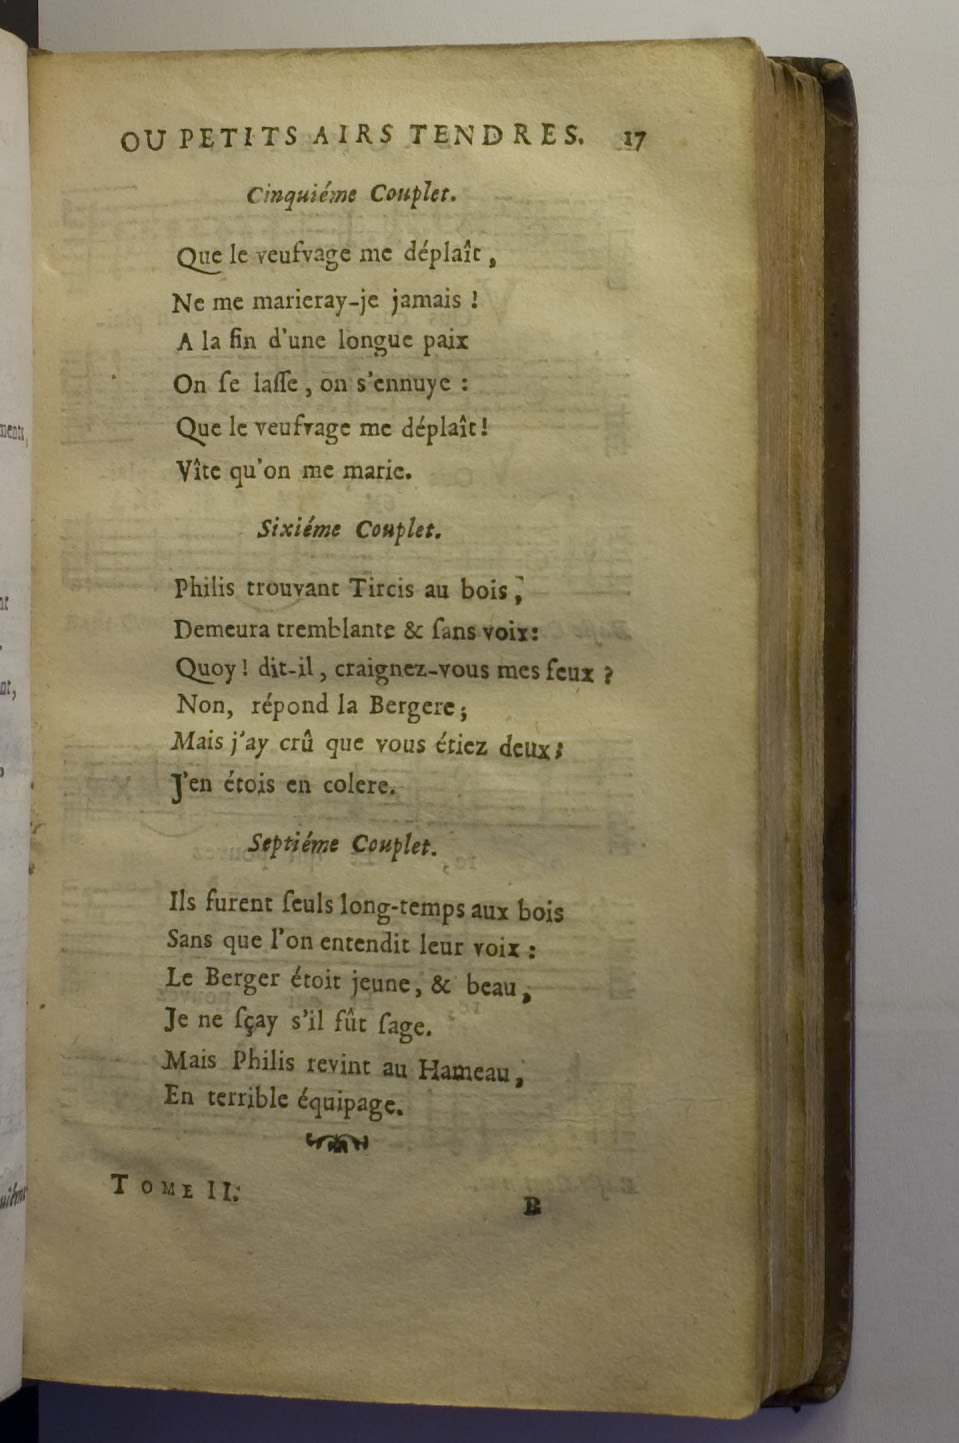 OU PETITS AIRS TENDRES. 17
Cinquiéme Couplet.
Que le veufvage me déplaît,
Ne me marieray-je jamais !
A la fin d'une longue paix
On ſe laſſe, on s'ennuye :
Que le veufvage me déplaît!
Vîte qu'on me marie.
Sixiéme Couplet.
Philis trouvant Tircis au bois,
Demeura tremblante & ſans voix:
Quoy! dit-il, craignez-vous mes feux ?
Non, répond la Bergere;
Mais j'ay crû que vous étiez deux;
J'en étois en colere.
Septiéme Couplet.
Ils furent ſeuls long-temps aux bois
Sans que l'on entendit leur voix :
Le Berger étoit jeune, & beau,
Je ne ſçay s'il fût ſage.
Mais Philis revint au Hameau,
En terrible équipage.
TOME II.
B